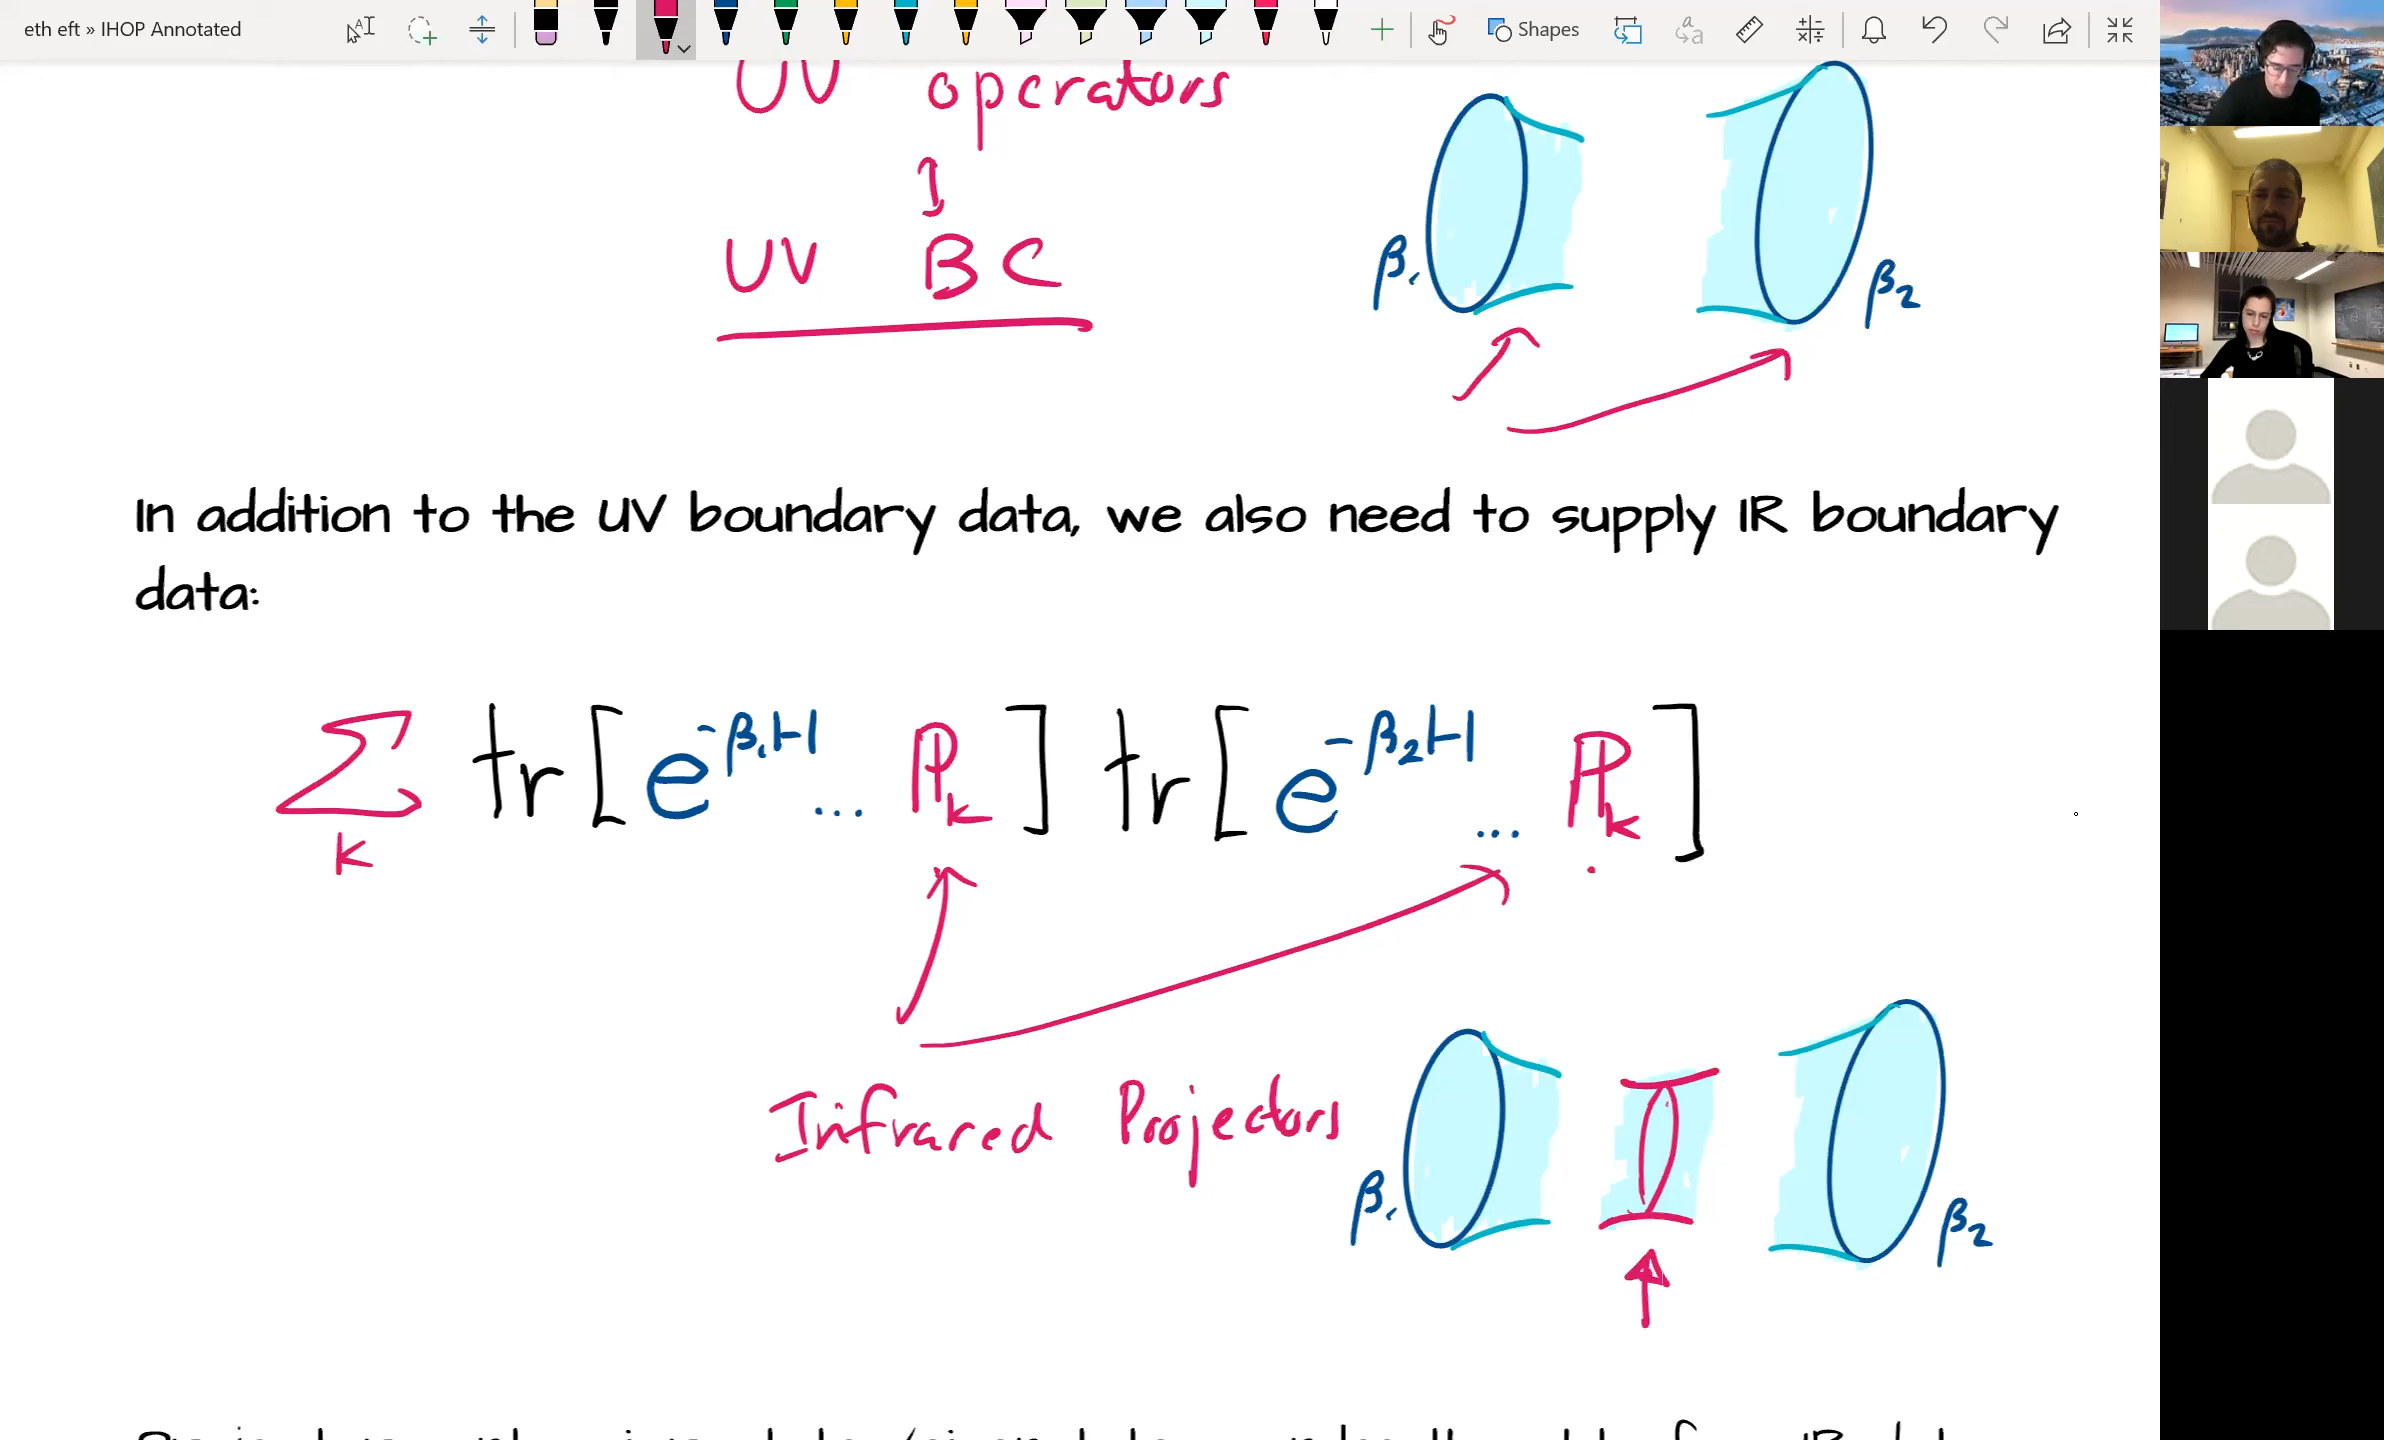 eth eft » IHOP Annotated
Shapes
UV operators
UV BC
β₁
β₂
In addition to the UV boundary data, we also need to supply IR boundary
data:
∑ tr[e^{-β₁H} ... ℙ_k] tr[e^{-β₂H} ... ℙ_k]
k
Infrared Projectors
β₁
β₂